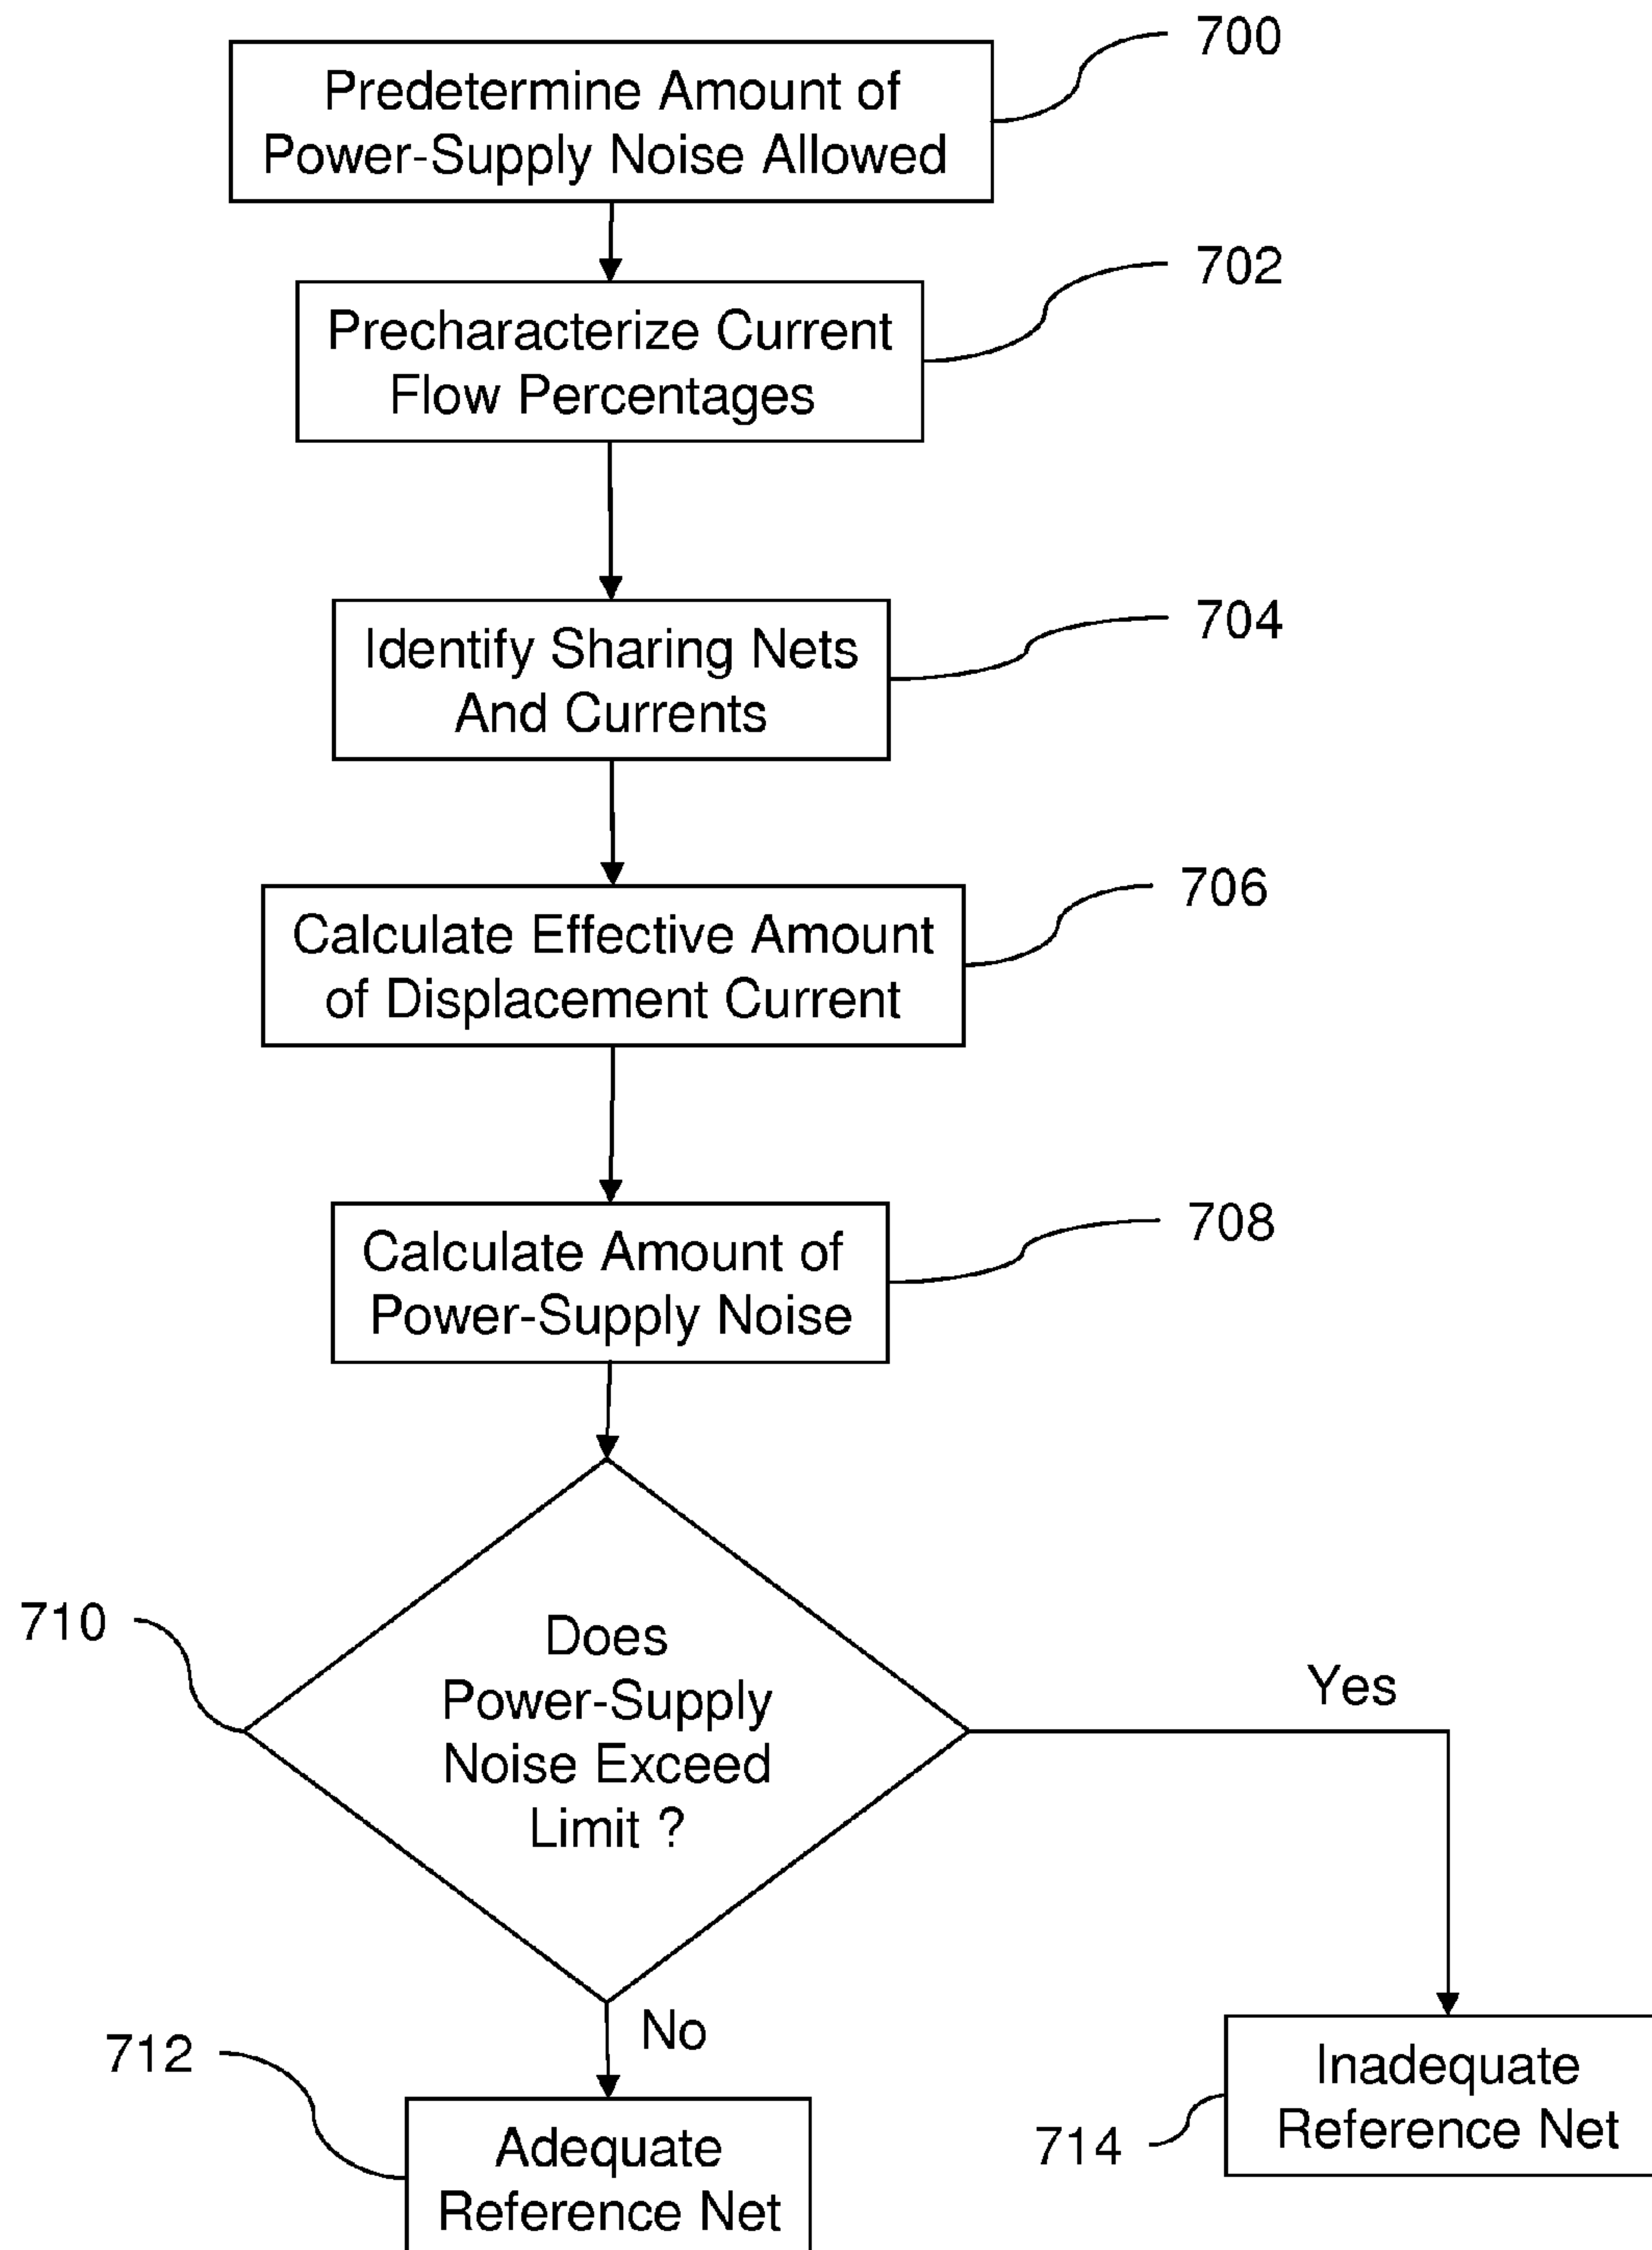 700
Predetermine Amount of
Power-Supply Noise Allowed
702
Precharacterize Current
Flow Percentages
704
Identify Sharing Nets
And Currents
706
Calculate Effective Amount
of Displacement Current
708
Calculate Amount of
Power-Supply Noise
710
Does
Power-Supply
Noise Exceed
Limit ?
Yes
No
712
Adequate
Reference Net
714
Inadequate
Reference Net